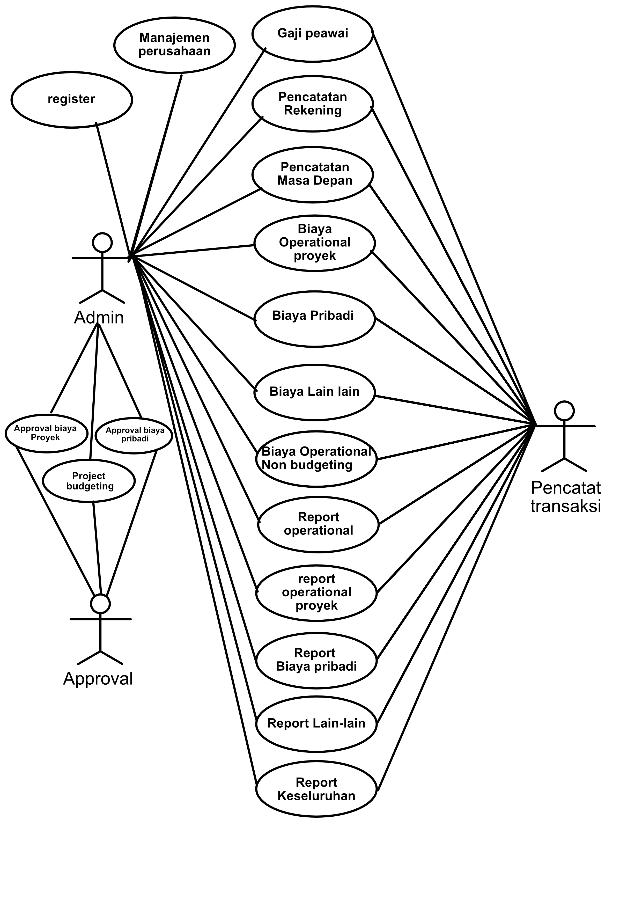 Manajemen
perusahaan
register
Gaji peawai
Pencatatan
Rekening
Pencatatan
Masa Depan
Biaya
Operational
proyek
Biaya Pribadi
Biaya Lain lain
Biaya Operational
Non budgeting
Report
operational
report
operational
proyek
Report
Biaya pribadi
Report Lain-lain
Report
Keseluruhan
Admin
Approval biaya
Proyek
Approval biaya
pribadi
Project
budgeting
Approval
Pencatat
transaksi